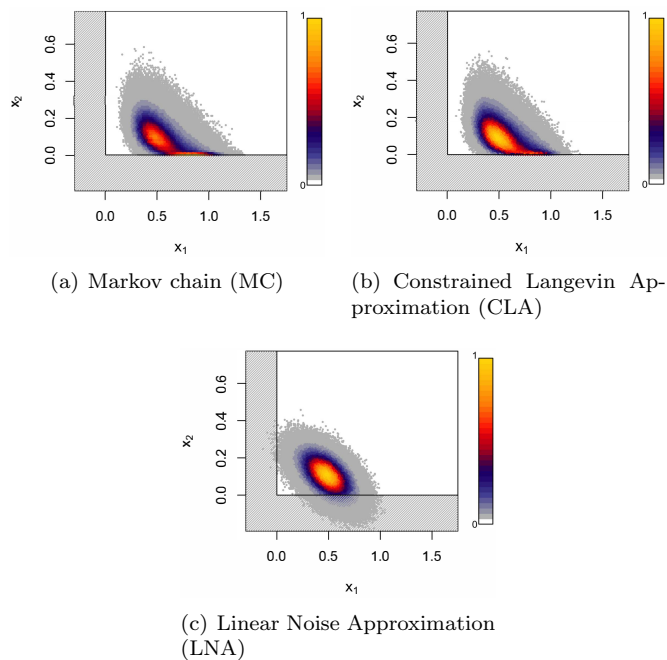 x2
0.0 0.2 0.4 0.6
0.0 0.5 1.0 1.5
x1
1
0
(a) Markov chain (MC)
x2
0.0 0.2 0.4 0.6
0.0 0.5 1.0 1.5
x1
1
0
(b) Constrained Langevin Ap-
proximation (CLA)
x2
0.0 0.2 0.4 0.6
0.0 0.5 1.0 1.5
x1
1
0
(c) Linear Noise Approximation
(LNA)